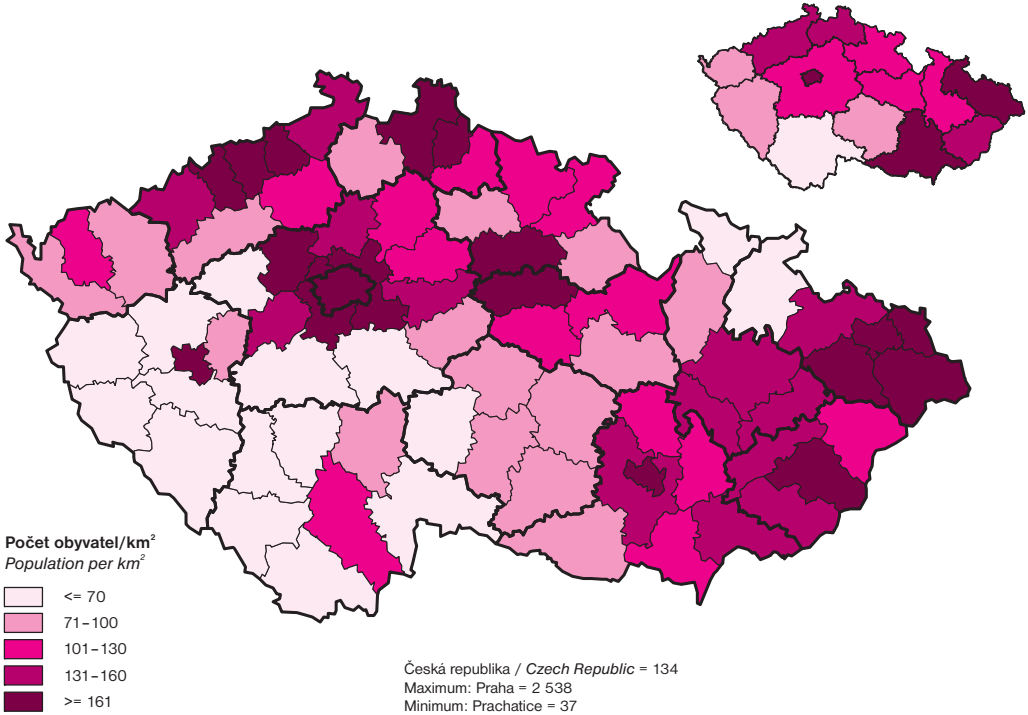 Počet obyvatel/km²
Population per km²
<= 70
71–100
101–130
131–160
>= 161
Česká republika / Czech Republic = 134
Maximum: Praha = 2 538
Minimum: Prachatice = 37